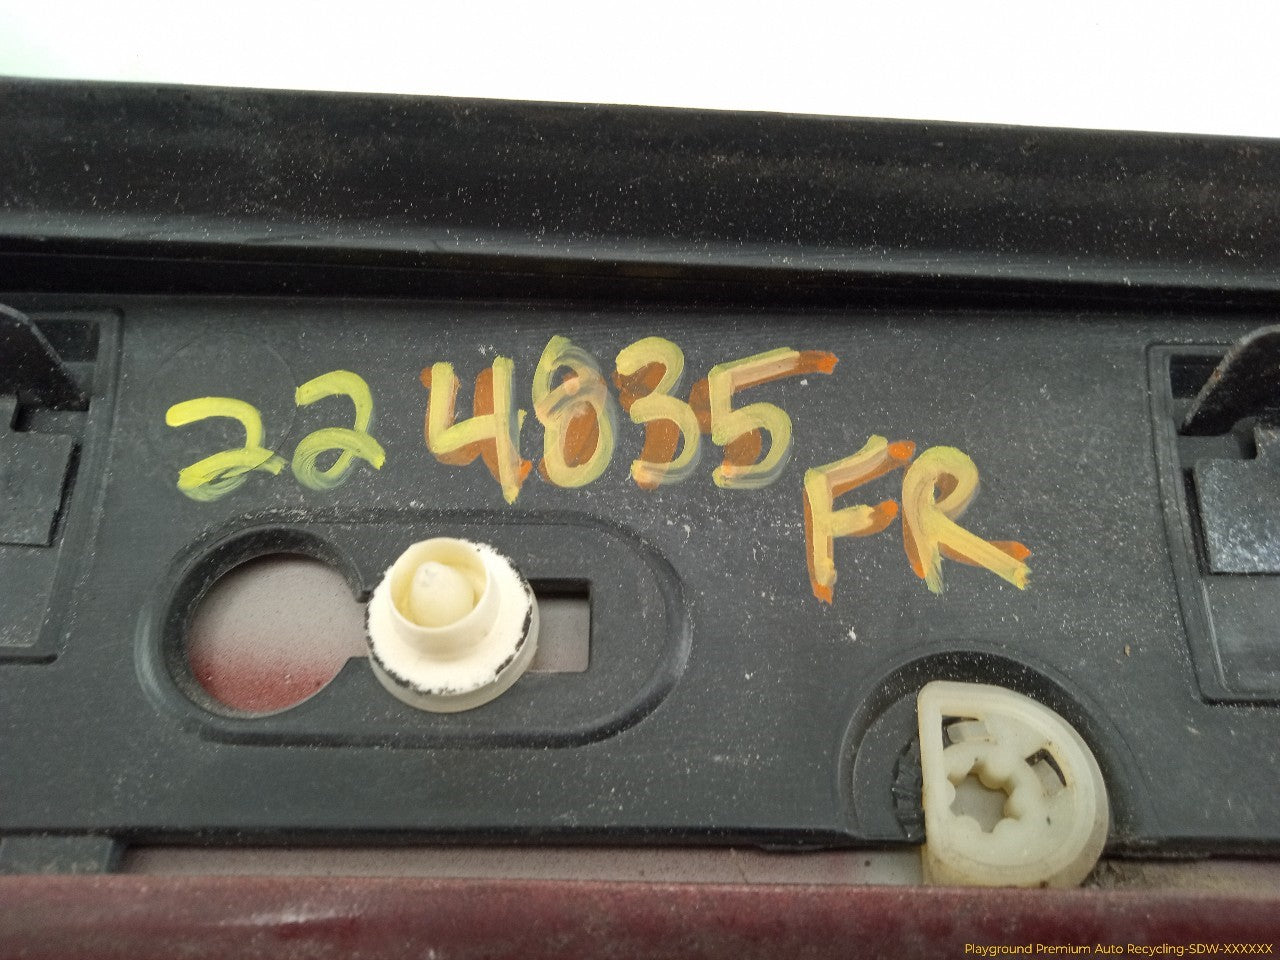 224835
FR
Playground Premium Auto Recycling-SDW-XXXXXX